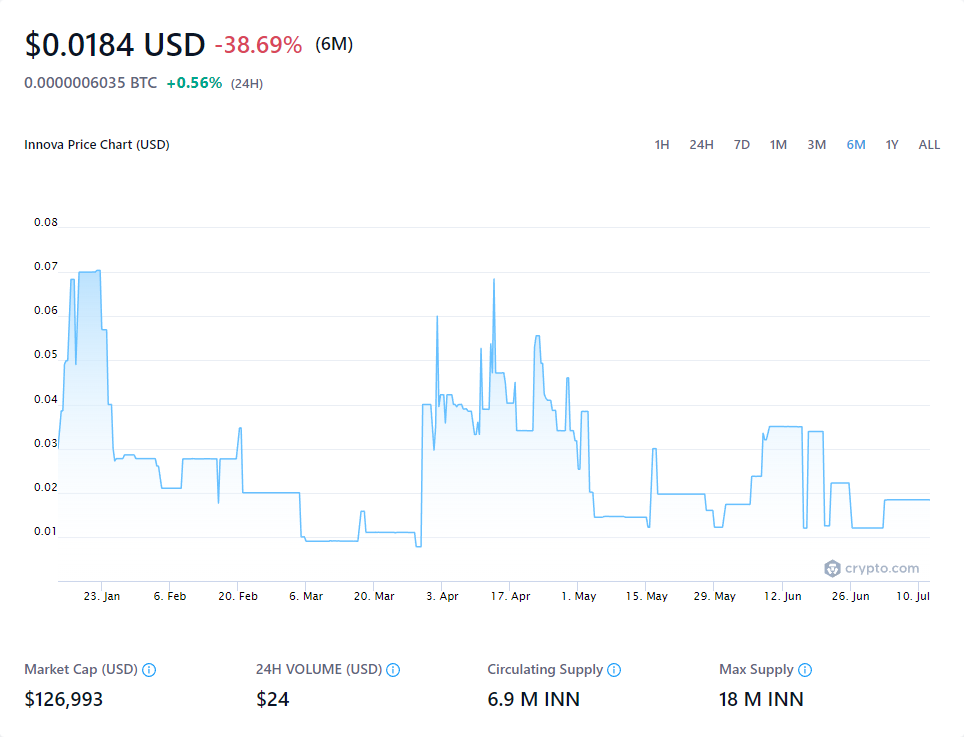 $0.0184 USD -38.69% (6M)
0.0000006035 BTC +0.56% (24H)
Innova Price Chart (USD) 1H 24H 7D 1M 3M 6M 1Y ALL
0.08
0.07
0.06
0.05
0.04
0.03
0.02
0.01
crypto.com
23. Jan 6. Feb 20. Feb 6. Mar 20. Mar 3. Apr 17. Apr 1. May 15. May 29. May 12. Jun 26. Jun 10. Jul
Market Cap (USD) 24H VOLUME (USD) Circulating Supply Max Supply
$126,993 $24 6.9 M INN 18 M INN